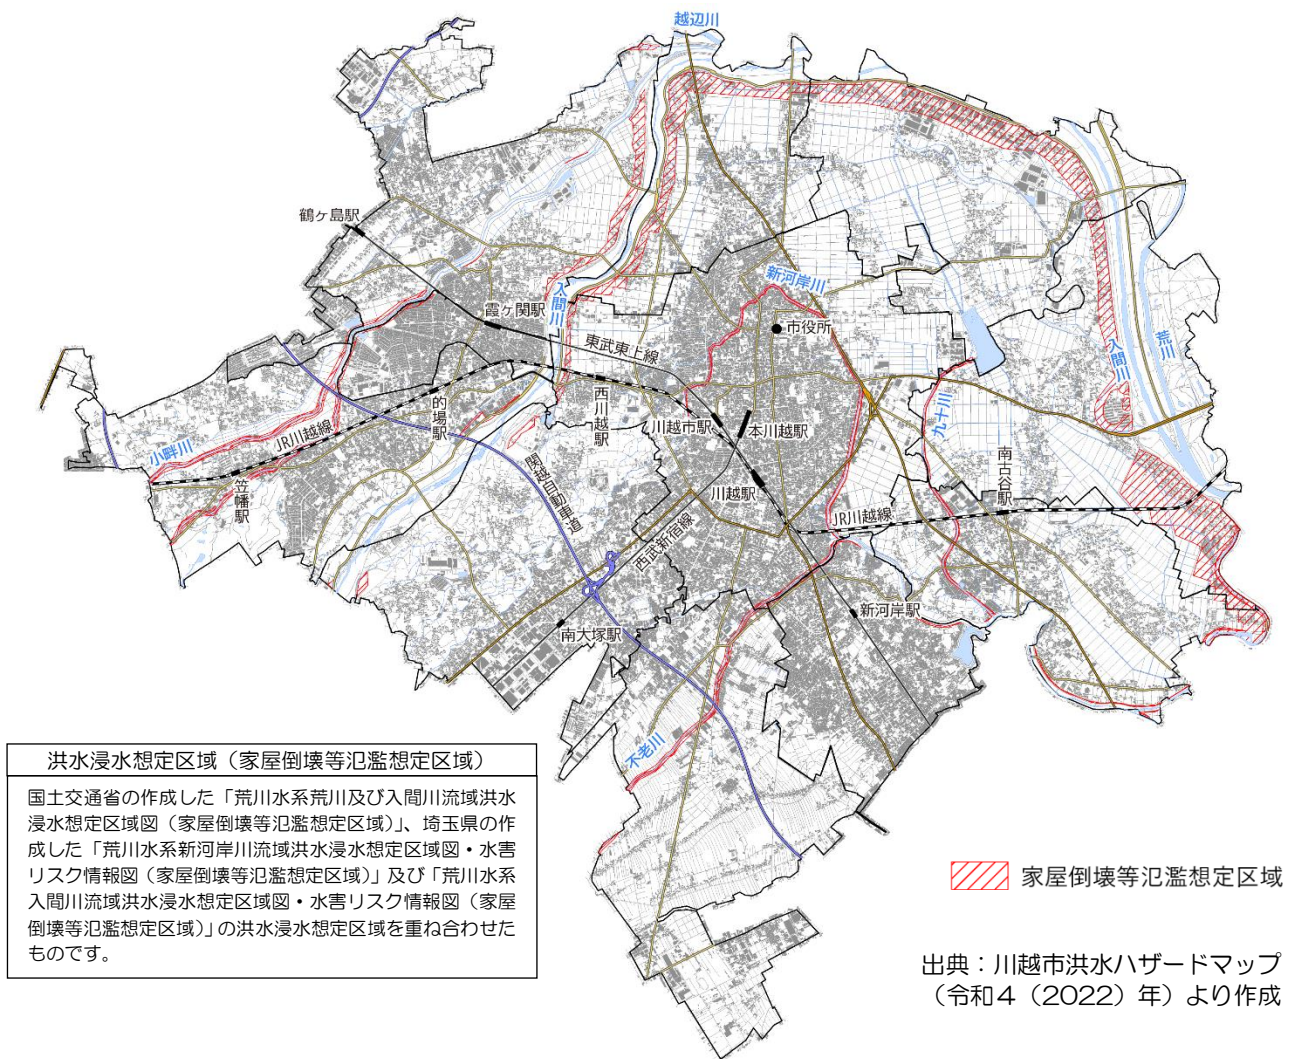 越辺川
鶴ヶ島駅
新河岸川
入間川
霞ヶ関駅
市役所
東武東上線
入間川
荒川
的場駅
西川越駅
九十川
川越市駅
本川越駅
JR川越線
小畔川
関越自動車道
南古谷駅
笠幡駅
川越駅
JR川越線
西武新宿線
新河岸駅
南大塚駅
不老川
洪水浸水想定区域（家屋倒壊等氾濫想定区域）
国土交通省の作成した「荒川水系荒川及び入間川流域洪水
浸水想定区域図（家屋倒壊等氾濫想定区域）」、埼玉県の作
成した「荒川水系新河岸川流域洪水浸水想定区域図・水害
リスク情報図（家屋倒壊等氾濫想定区域）」及び「荒川水系
入間川流域洪水浸水想定区域図・水害リスク情報図（家屋
倒壊等氾濫想定区域）」の洪水浸水想定区域を重ね合わせた
ものです。
家屋倒壊等氾濫想定区域
出典：川越市洪水ハザードマップ
（令和４（2022）年）より作成